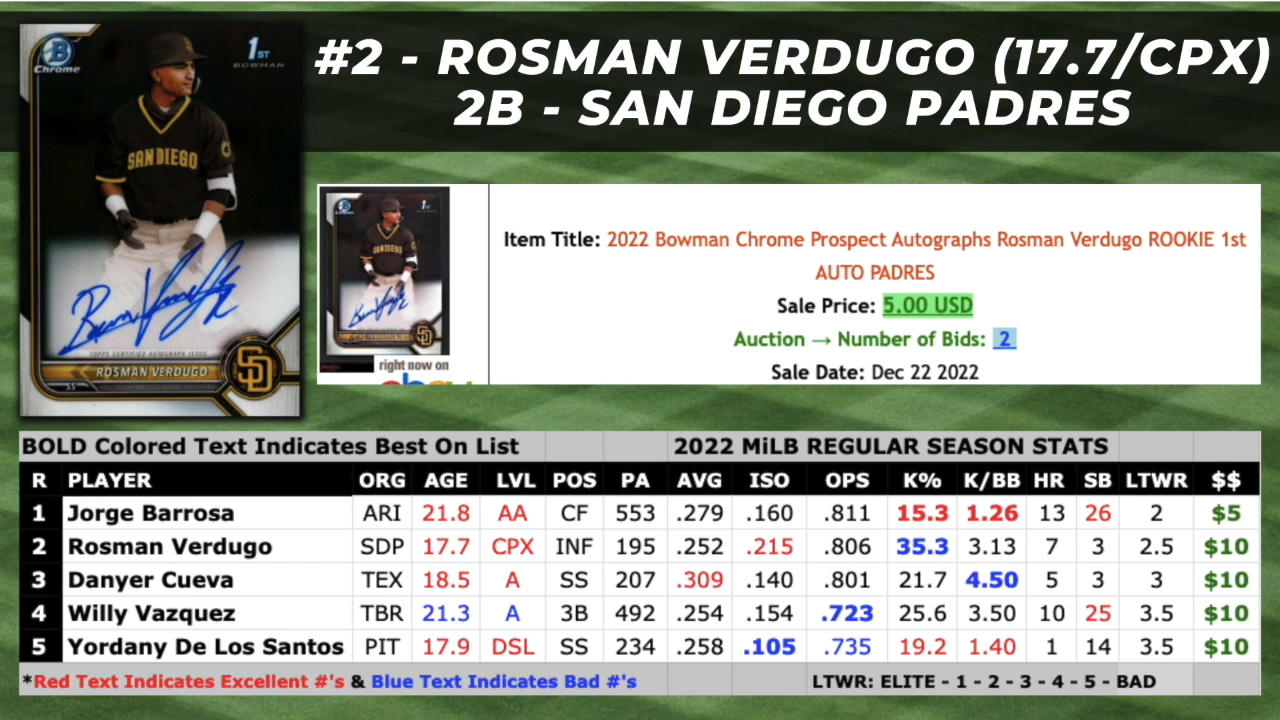 #2 - ROSMAN VERDUGO (17.7/CPX)
2B - SAN DIEGO PADRES
B
Chrome
1ST
BOWMAN
SAN DIEGO
TOPPS CERTIFIED AUTOGRAPH ISSUE
ROSMAN VERDUGO
SS
SD
right now on
Item Title: 2022 Bowman Chrome Prospect Autographs Rosman Verdugo ROOKIE 1st
AUTO PADRES
Sale Price: 5.00 USD
Auction → Number of Bids: 2
Sale Date: Dec 22 2022
BOLD Colored Text Indicates Best On List 2022 MiLB REGULAR SEASON STATS
R PLAYER ORG AGE LVL POS PA AVG ISO OPS K% K/BB HR SB LTWR $$
1 Jorge Barrosa ARI 21.8 AA CF 553 .279 .160 .811 15.3 1.26 13 26 2 $5
2 Rosman Verdugo SDP 17.7 CPX INF 195 .252 .215 .806 35.3 3.13 7 3 2.5 $10
3 Danyer Cueva TEX 18.5 A SS 207 .309 .140 .801 21.7 4.50 5 3 3 $10
4 Willy Vazquez TBR 21.3 A 3B 492 .254 .154 .723 25.6 3.50 10 25 3.5 $10
5 Yordany De Los Santos PIT 17.9 DSL SS 234 .258 .105 .735 19.2 1.40 1 14 3.5 $10
*Red Text Indicates Excellent #'s & Blue Text Indicates Bad #'s LTWR: ELITE - 1 - 2 - 3 - 4 - 5 - BAD